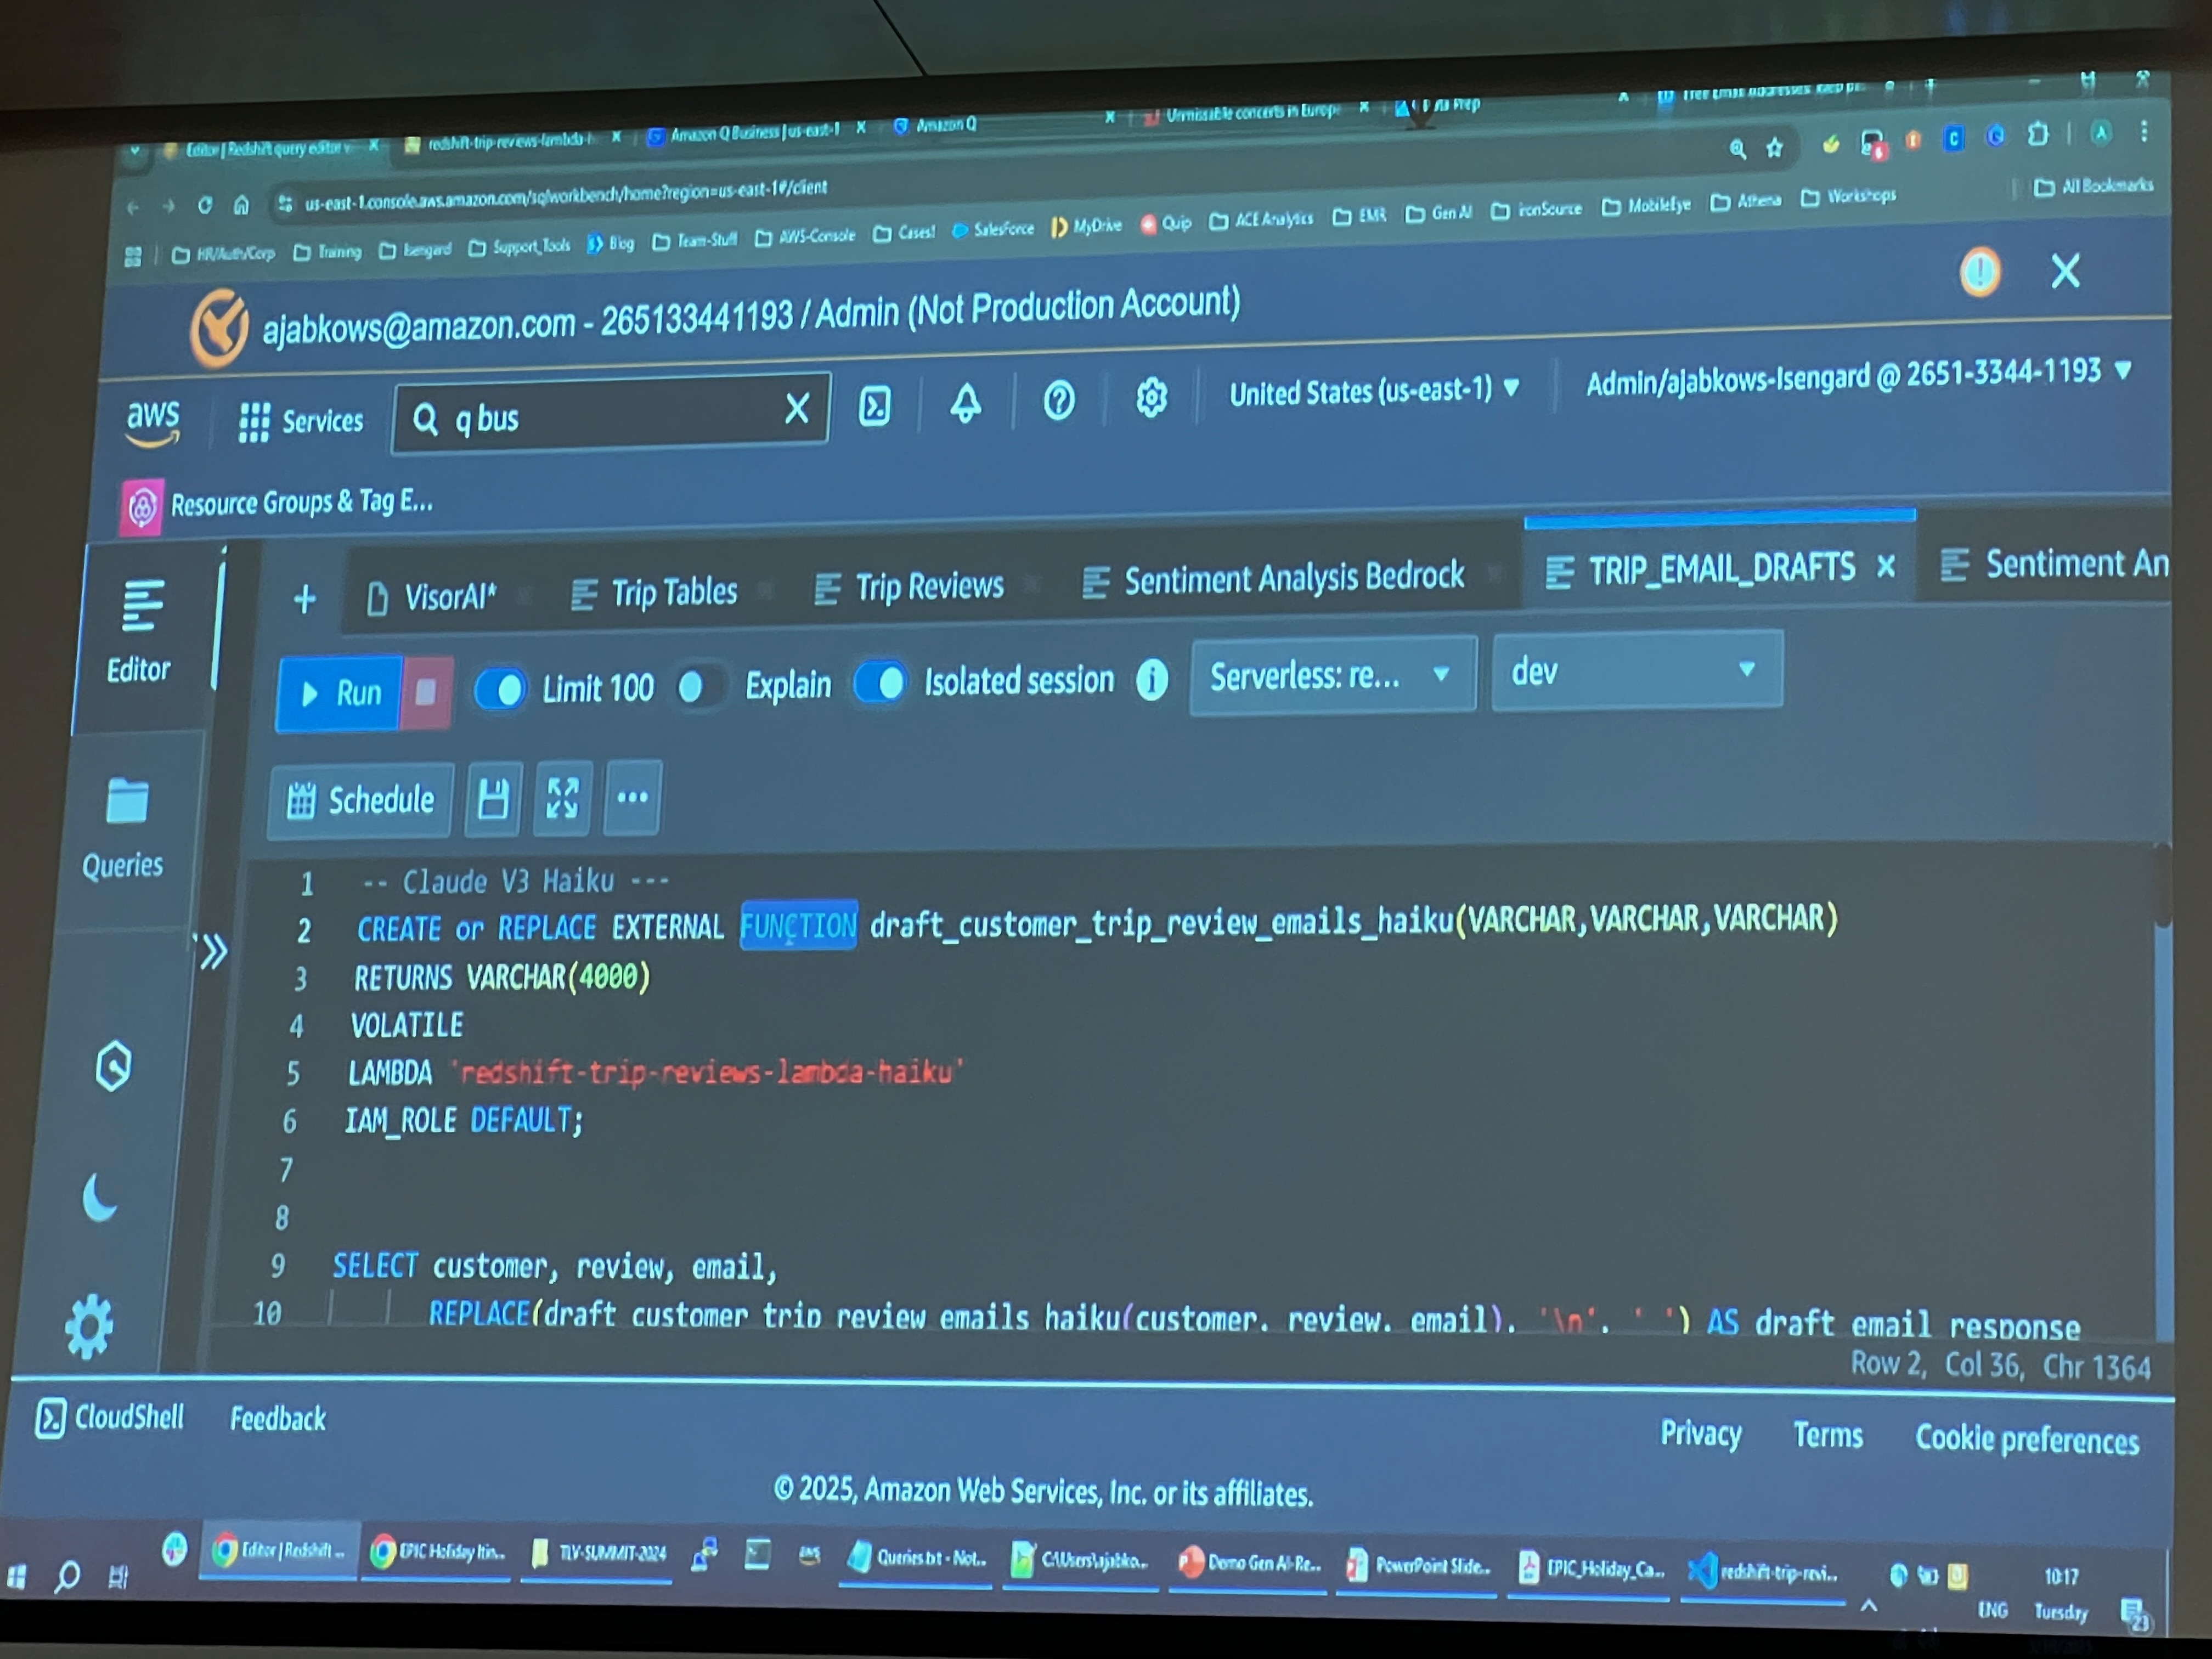 Editor | Redshift query editor v
redshift-trip-reviews-lambda-h
Amazon Q Business | us-east-1
Amazon Q
Unmissable concerts in Europe
Prep
us-east-1.console.aws.amazon.com/sqlworkbench/home?region=us-east-1#/client
HR/Auth/Corp
Training
Isengard
Support_Tools
Blog
Team-Stuff
AWS-Console
Cases!
SalesForce
MyDrive
Quip
ACE Analytics
EMR
Gen AI
ironSource
MobilEye
Athena
Workshops
All Bookmarks
ajabkows@amazon.com - 265133441193 / Admin (Not Production Account)
aws
Services
q bus
United States (us-east-1)
Admin/ajabkows-Isengard @ 2651-3344-1193
Resource Groups & Tag E...
Editor
VisorAI*
Trip Tables
Trip Reviews
Sentiment Analysis Bedrock
TRIP_EMAIL_DRAFTS
Sentiment An
Run
Limit 100
Explain
Isolated session
Serverless: re...
dev
Schedule
Queries
1 -- Claude V3 Haiku ---
2 CREATE or REPLACE EXTERNAL FUNCTION draft_customer_trip_review_emails_haiku(VARCHAR,VARCHAR,VARCHAR)
3 RETURNS VARCHAR(4000)
4 VOLATILE
5 LAMBDA 'redshift-trip-reviews-lambda-haiku'
6 IAM_ROLE DEFAULT;
7
8
9 SELECT customer, review, email,
10 REPLACE(draft_customer_trip_review_emails_haiku(customer, review, email), '\n', ' ') AS draft_email_response
Row 2, Col 36, Chr 1364
CloudShell
Feedback
Privacy
Terms
Cookie preferences
© 2025, Amazon Web Services, Inc. or its affiliates.
Editor | Redshift ...
EPIC Holiday Itin...
TLV-SUMMIT-2024
aws
Queries.txt - Not...
C:\Users\ajabko...
Demo Gen AI-Re...
PowerPoint Slide...
EPIC_Holiday_Ca...
redshift-trip-revi...
10:17
ENG
Tuesday
23